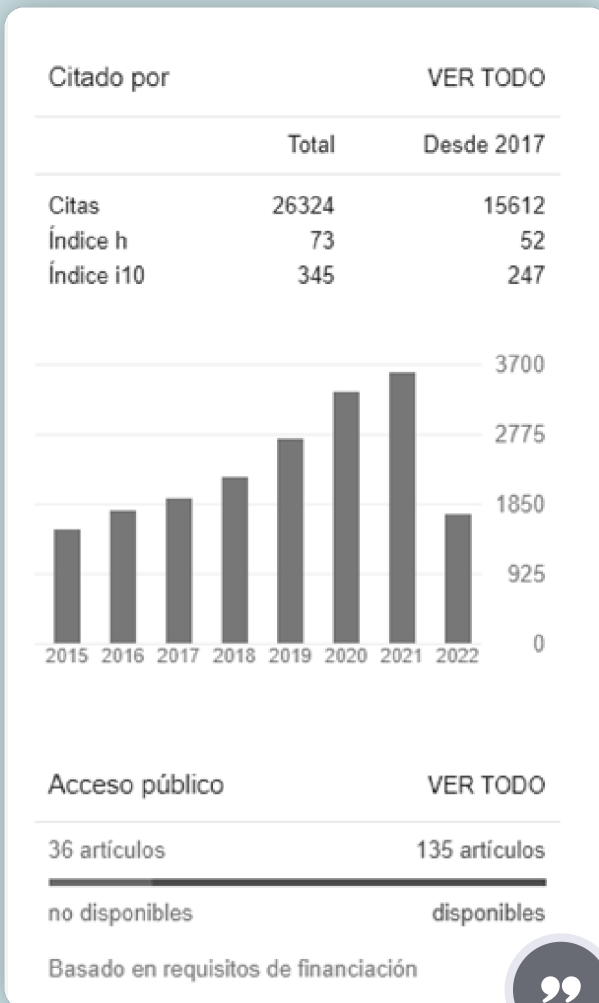 Citado por VER TODO
Total Desde 2017
Citas 26324 15612
Índice h 73 52
Índice i10 345 247
3700
2775
1850
925
0
2015 2016 2017 2018 2019 2020 2021 2022
Acceso público VER TODO
36 artículos 135 artículos
no disponibles disponibles
Basado en requisitos de financiación